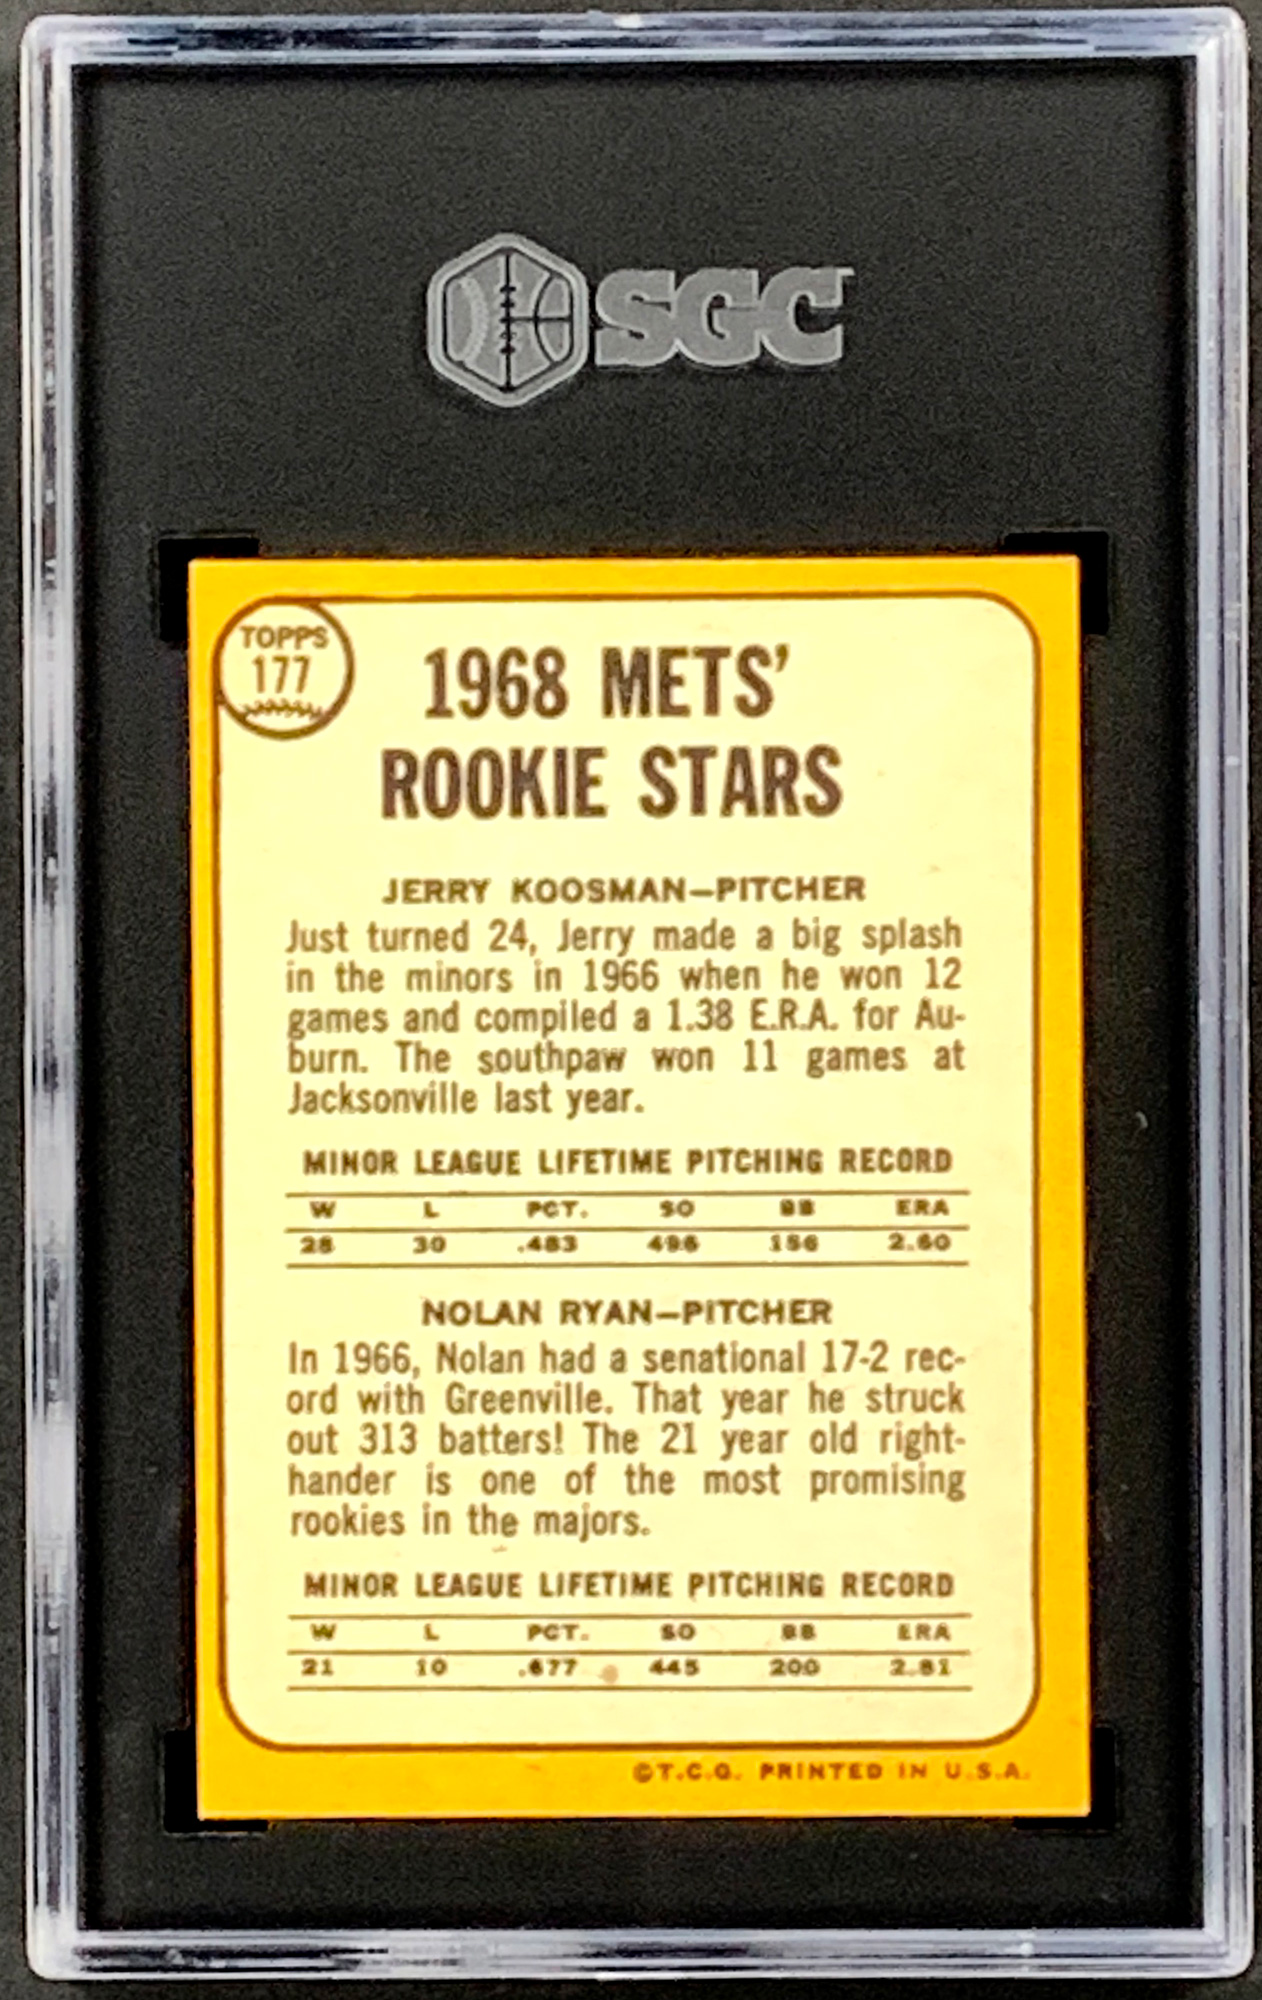 SGC
TOPPS
177
1968 METS'
ROOKIE STARS
JERRY KOOSMAN—PITCHER
Just turned 24, Jerry made a big splash
in the minors in 1966 when he won 12
games and compiled a 1.38 E.R.A. for Au-
burn. The southpaw won 11 games at
Jacksonville last year.
MINOR LEAGUE LIFETIME PITCHING RECORD
W L PCT. SO BB ERA
28 30 .483 496 156 2.60
NOLAN RYAN—PITCHER
In 1966, Nolan had a senational 17-2 rec-
ord with Greenville. That year he struck
out 313 batters! The 21 year old right-
hander is one of the most promising
rookies in the majors.
MINOR LEAGUE LIFETIME PITCHING RECORD
W L PCT. SO BB ERA
21 10 .677 445 200 2.81
©T.C.G. PRINTED IN U.S.A.